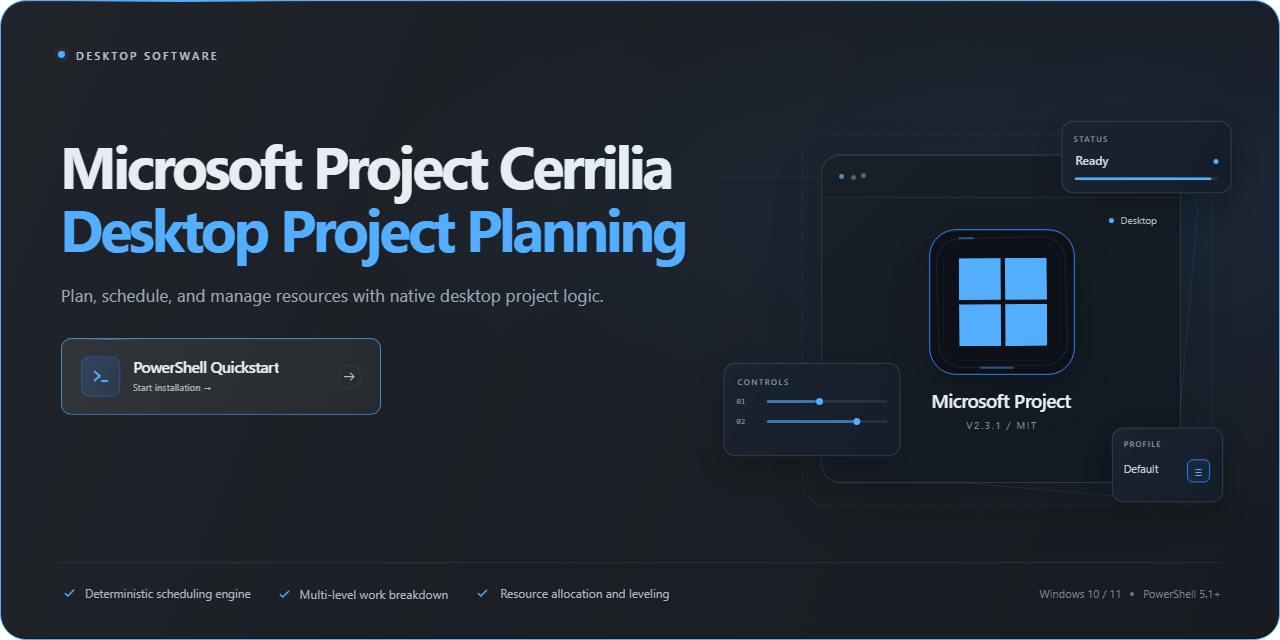 DESKTOP SOFTWARE
Microsoft Project Cerrilia
Desktop Project Planning
Plan, schedule, and manage resources with native desktop project logic.
>_
PowerShell Quickstart
Start installation →
→
STATUS
Ready
Desktop
CONTROLS
01
02
Microsoft Project
V2.3.1 / MIT
PROFILE
Default
Deterministic scheduling engine
Multi-level work breakdown
Resource allocation and leveling
Windows 10 / 11 • PowerShell 5.1+